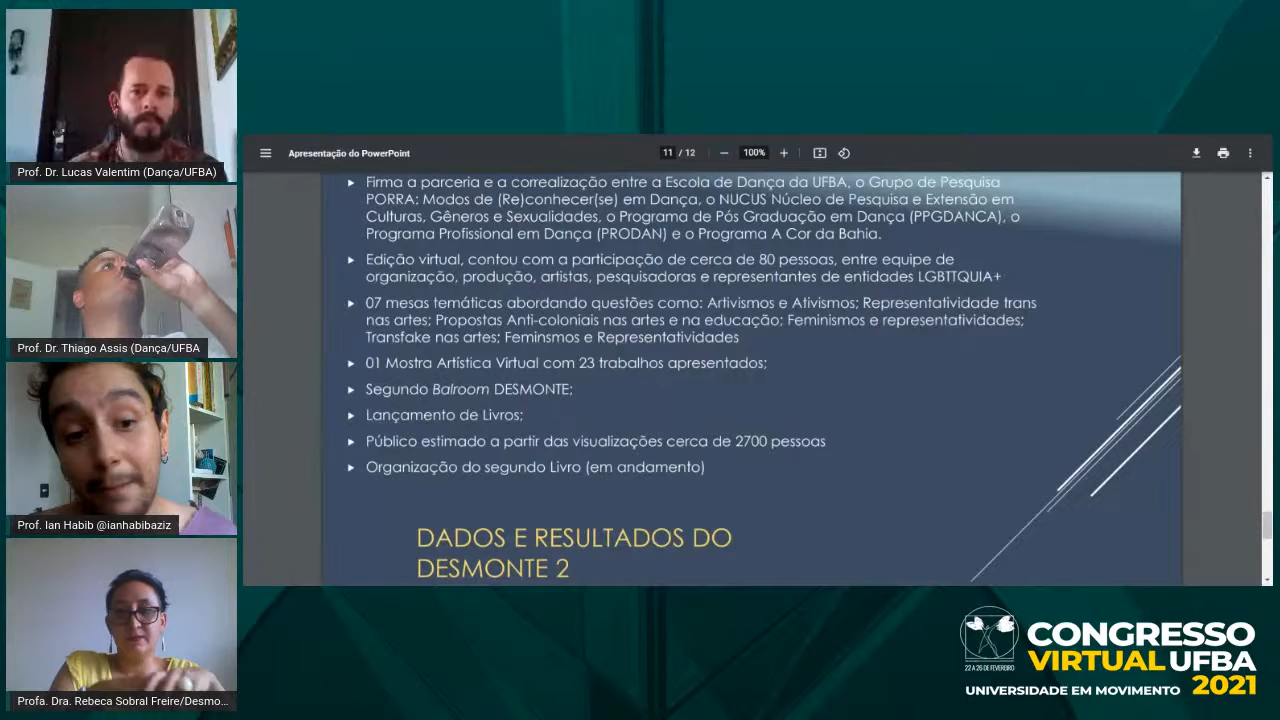 Prof. Dr. Lucas Valentim (Dança/UFBA)
Prof. Dr. Thiago Assis (Dança/UFBA
Prof. Ian Habib @ianhabibaziz
Profa. Dra. Rebeca Sobral Freire/Desmo...
Apresentação do PowerPoint
11 / 12
100%
Firma a parceria e a correalização entre a Escola de Dança da UFBA, o Grupo de Pesquisa
PORRA: Modos de (Re)conhecer(se) em Dança, o NUCUS Núcleo de Pesquisa e Extensão em
Culturas, Gêneros e Sexualidades, o Programa de Pós Graduação em Dança (PPGDANCA), o
Programa Profissional em Dança (PRODAN) e o Programa A Cor da Bahia.
Edição virtual, contou com a participação de cerca de 80 pessoas, entre equipe de
organização, produção, artistas, pesquisadoras e representantes de entidades LGBTTQUIA+
07 mesas temáticas abordando questões como: Artivismos e Ativismos; Representatividade trans
nas artes; Propostas Anti-coloniais nas artes e na educação; Feminismos e representatividades;
Transfake nas artes; Feminsmos e Representatividades
01 Mostra Artística Virtual com 23 trabalhos apresentados;
Segundo Balroom DESMONTE;
Lançamento de Livros;
Público estimado a partir das visualizações cerca de 2700 pessoas
Organização do segundo Livro (em andamento)
DADOS E RESULTADOS DO
DESMONTE 2
22 A 26 DE FEVEREIRO
CONGRESSO
VIRTUAL UFBA
2021
UNIVERSIDADE EM MOVIMENTO